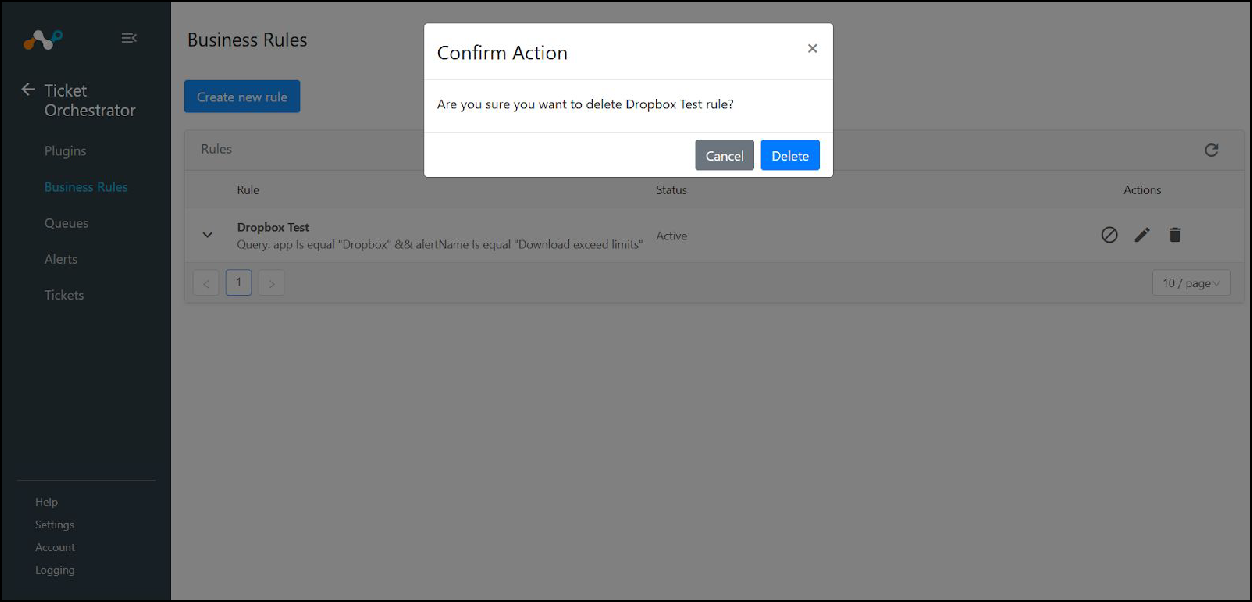 Ticket
Orchestrator
Plugins
Business Rules
Queues
Alerts
Tickets
Help
Settings
Account
Logging
Business Rules
Create new rule
Confirm Action
×
Are you sure you want to delete Dropbox Test rule?
Cancel Delete
Rules
Rule Status Actions
Dropbox Test
Query: app Is equal "Dropbox" && alertName Is equal "Download exceed limits" Active
< 1 > 10 / page